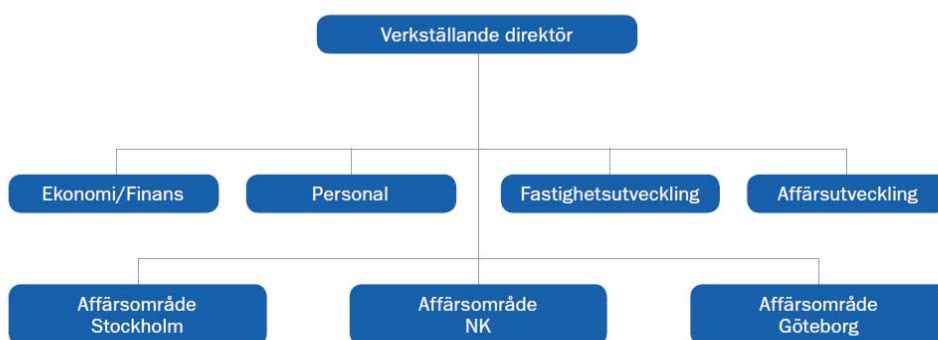 Verkställande direktör
Ekonomi/Finans
Personal
Fastighetsutveckling
Affärsutveckling
Affärsområde
Stockholm
Affärsområde
NK
Affärsområde
Göteborg